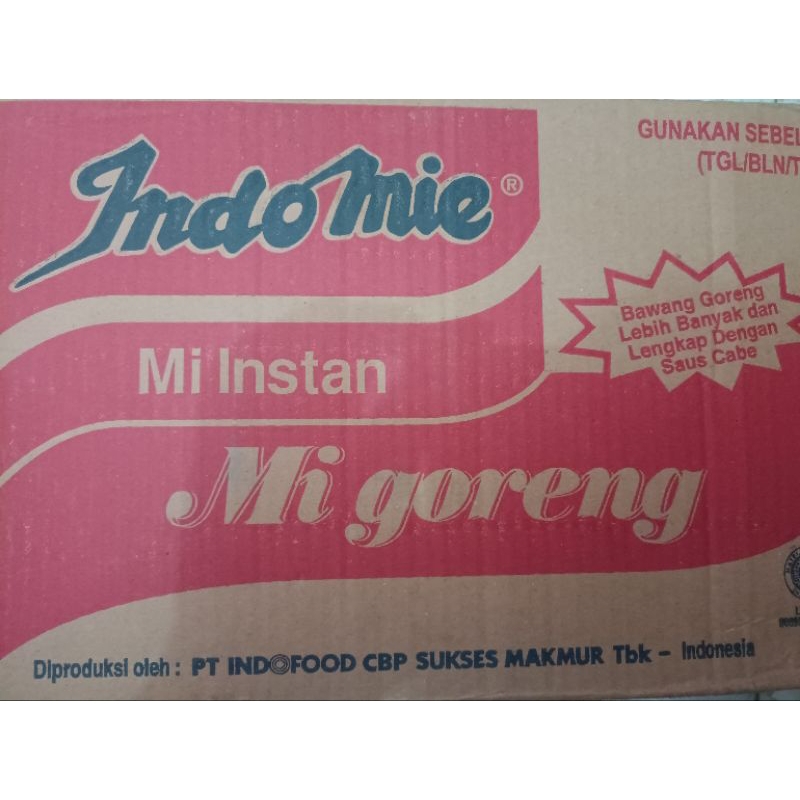 Indomie®
GUNAKAN SEBEL
(TGL/BLN/T
Bawang Goreng
Lebih Banyak dan
Lengkap Dengan
Saus Cabe
Mi Instan
Mi goreng
Diproduksi oleh : PT INDOFOOD CBP SUKSES MAKMUR Tbk – Indonesia